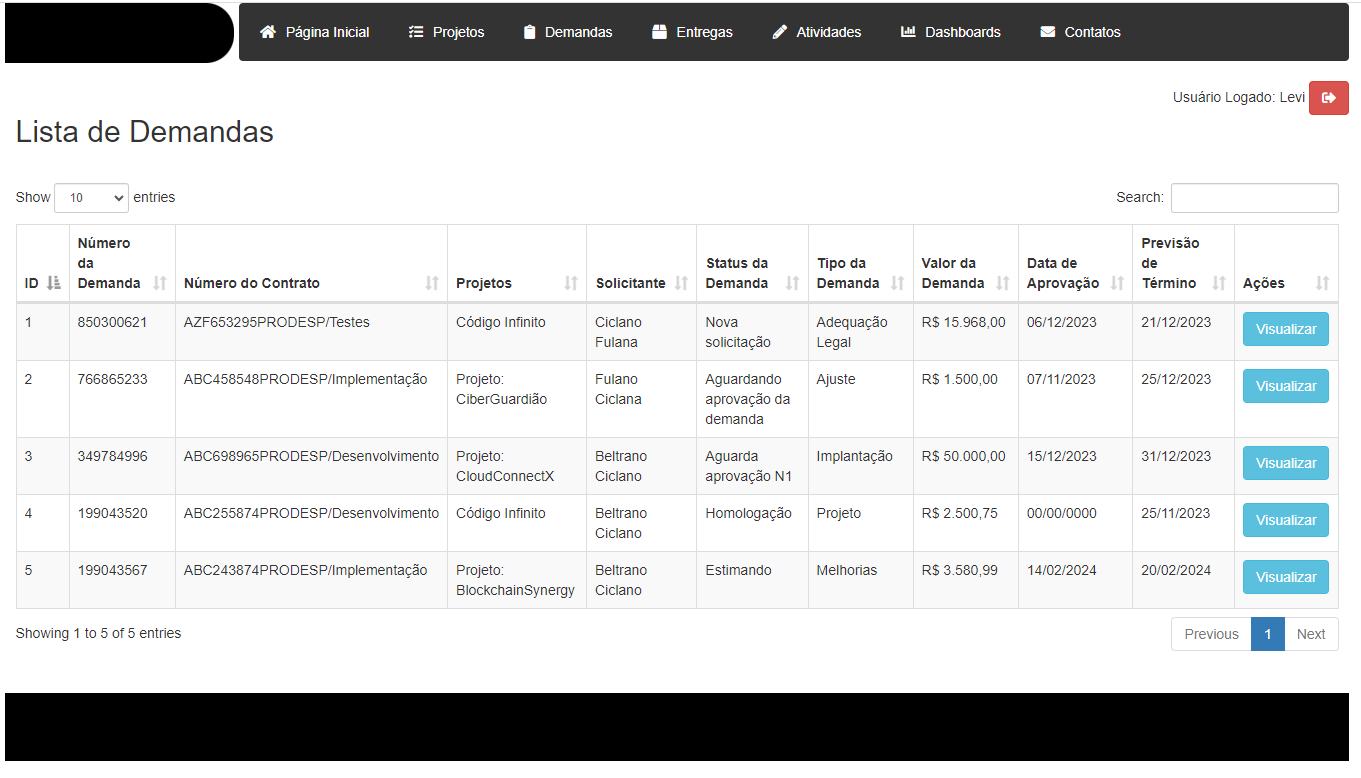 Página Inicial Projetos Demandas Entregas Atividades Dashboards Contatos
Usuário Logado: Levi
Lista de Demandas
Show 10 entries Search:
ID Número da Demanda Número do Contrato Projetos Solicitante Status da Demanda Tipo da Demanda Valor da Demanda Data de Aprovação Previsão de Término Ações
1 850300621 AZF653295PRODESP/Testes Código Infinito Ciclano Fulana Nova solicitação Adequação Legal R$ 15.968,00 06/12/2023 21/12/2023 Visualizar
2 766865233 ABC458548PRODESP/Implementação Projeto: CiberGuardião Fulano Ciclana Aguardando aprovação da demanda Ajuste R$ 1.500,00 07/11/2023 25/12/2023 Visualizar
3 349784996 ABC698965PRODESP/Desenvolvimento Projeto: CloudConnectX Beltrano Ciclano Aguarda aprovação N1 Implantação R$ 50.000,00 15/12/2023 31/12/2023 Visualizar
4 199043520 ABC255874PRODESP/Desenvolvimento Código Infinito Beltrano Ciclano Homologação Projeto R$ 2.500,75 00/00/0000 25/11/2023 Visualizar
5 199043567 ABC243874PRODESP/Implementação Projeto: BlockchainSynergy Beltrano Ciclano Estimando Melhorias R$ 3.580,99 14/02/2024 20/02/2024 Visualizar
Showing 1 to 5 of 5 entries Previous 1 Next